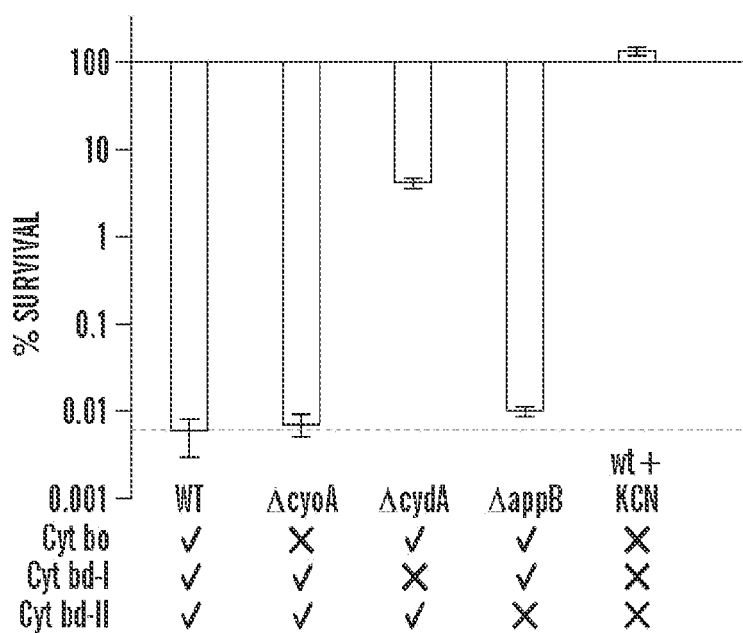 % SURVIVAL
100
10
1
0.1
0.01
0.001
WT ΔcyoA ΔcydA ΔappB wt + KCN
Cyt bo ✓ ✕ ✓ ✓ ✕
Cyt bd-I ✓ ✓ ✕ ✓ ✕
Cyt bd-II ✓ ✓ ✓ ✕ ✕